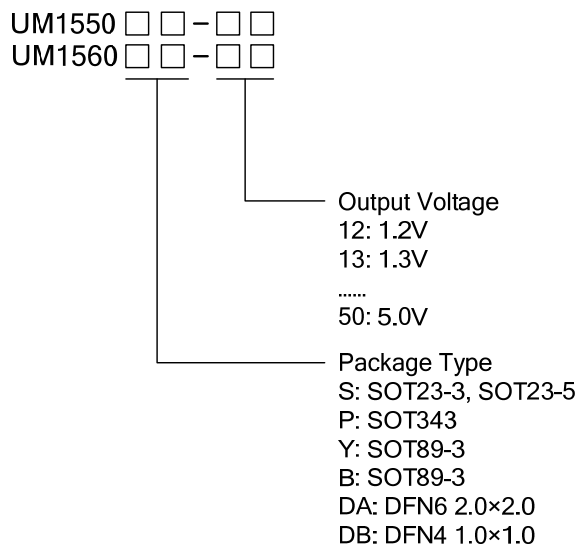 UM1550 □ □ - □ □
UM1560 □ □ - □ □
Output Voltage
12: 1.2V
13: 1.3V
......
50: 5.0V
Package Type
S: SOT23-3, SOT23-5
P: SOT343
Y: SOT89-3
B: SOT89-3
DA: DFN6 2.0×2.0
DB: DFN4 1.0×1.0